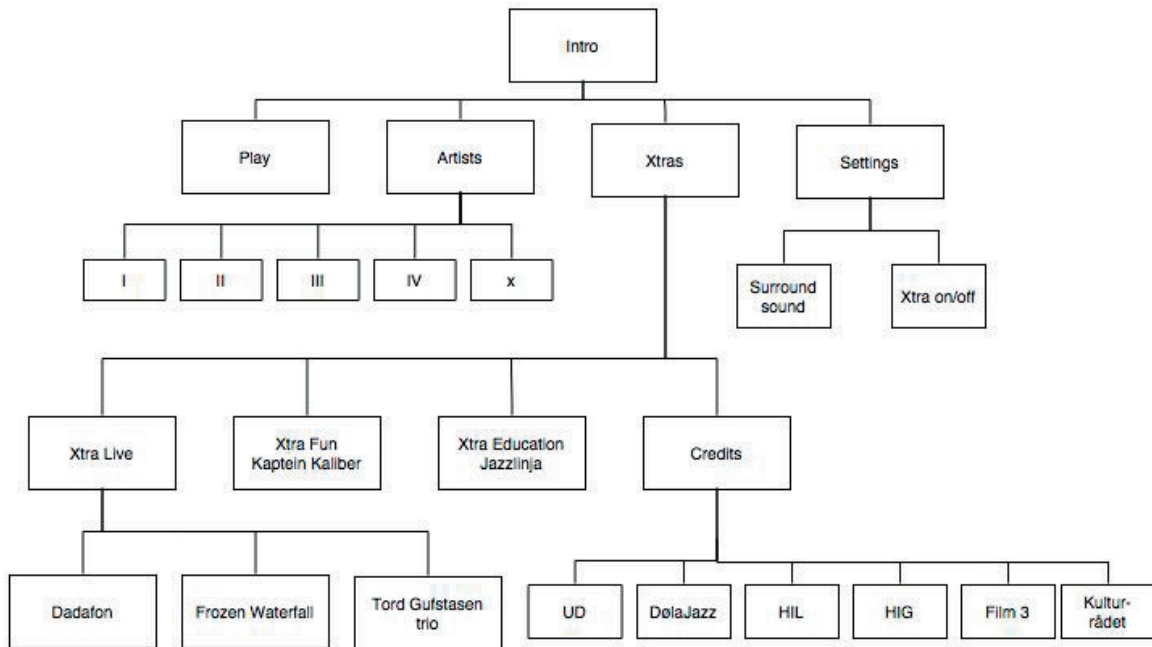 Intro
Play
Artists
Xtras
Settings
I
II
III
IV
x
Surround
sound
Xtra on/off
Xtra Live
Xtra Fun
Kaptein Kaliber
Xtra Education
Jazzlinja
Credits
Dadafon
Frozen Waterfall
Tord Gufstasen
trio
UD
DølaJazz
HIL
HIG
Film 3
Kultur-
rådet